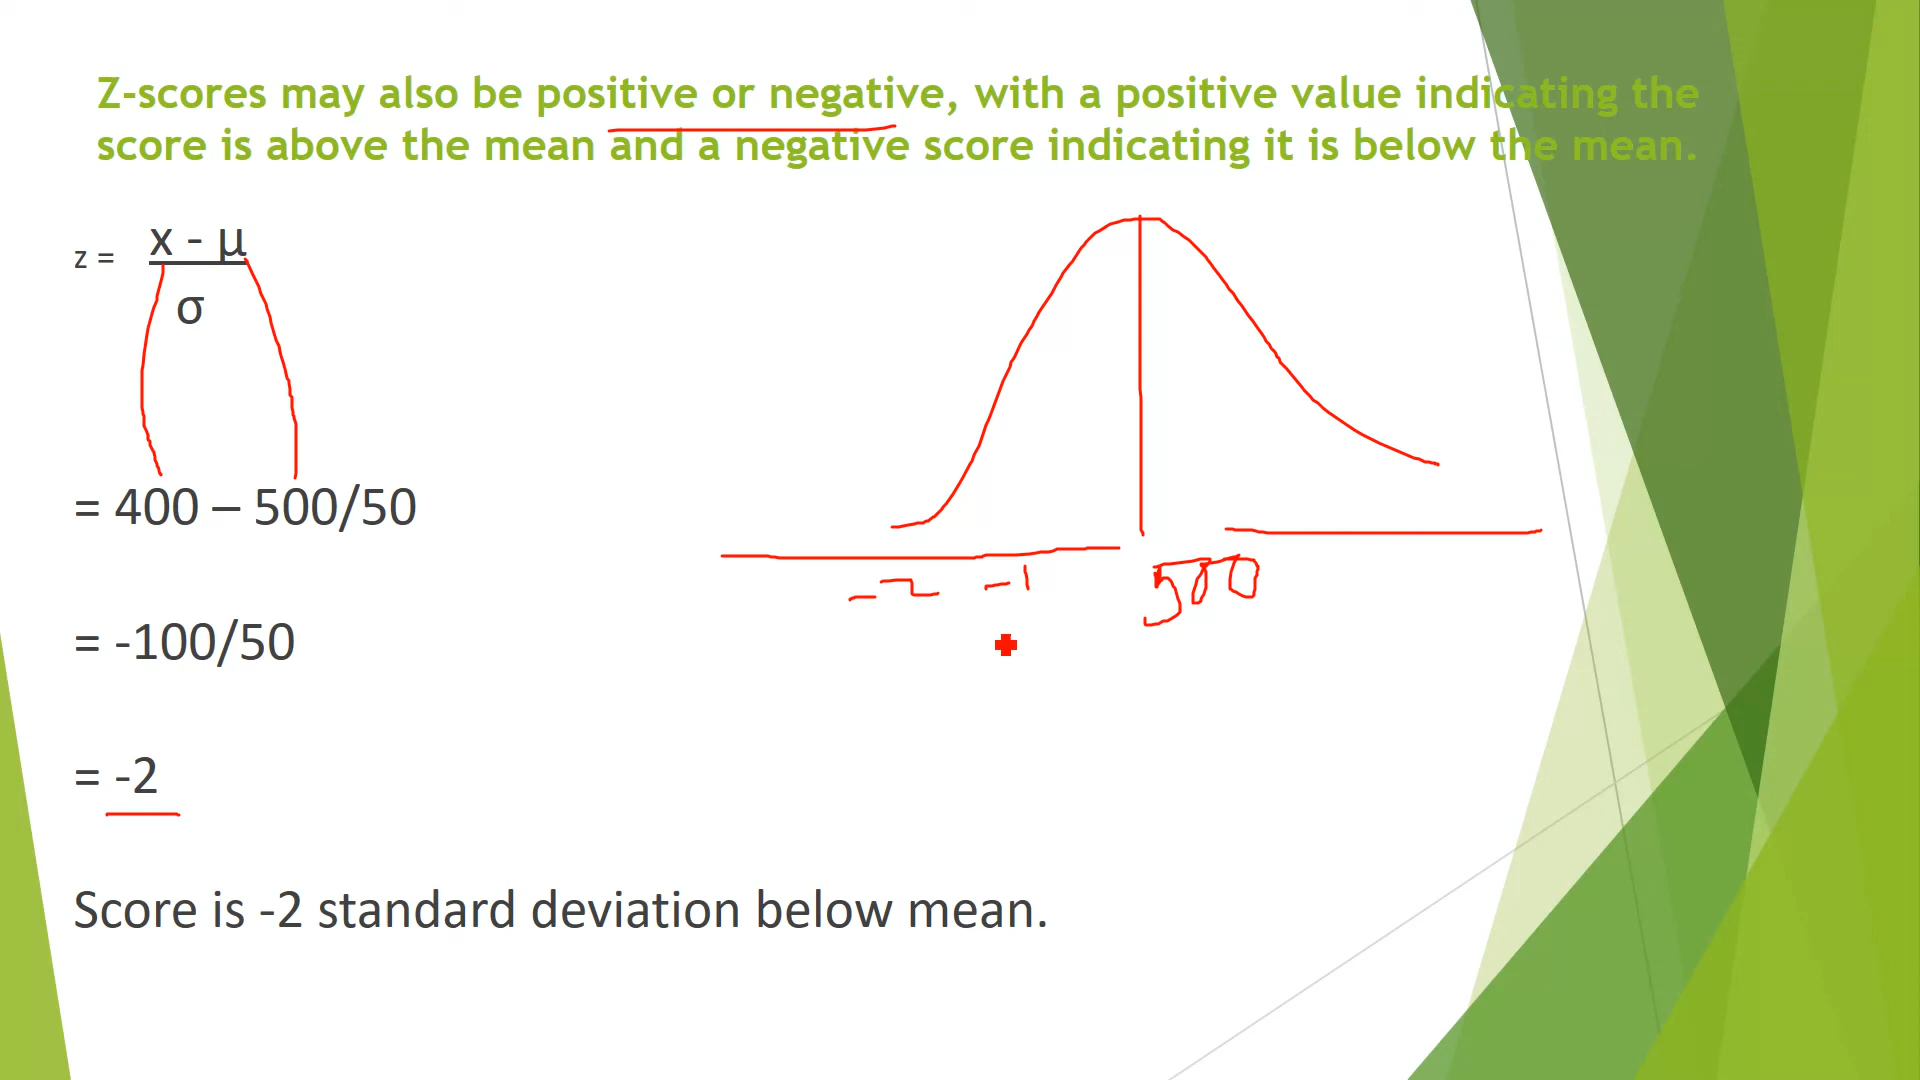 Z-scores may also be positive or negative, with a positive value indicating the
score is above the mean and a negative score indicating it is below the mean.
z = x - μ
σ
= 400 – 500/50
-2 -1 500
= -100/50
= -2
Score is -2 standard deviation below mean.